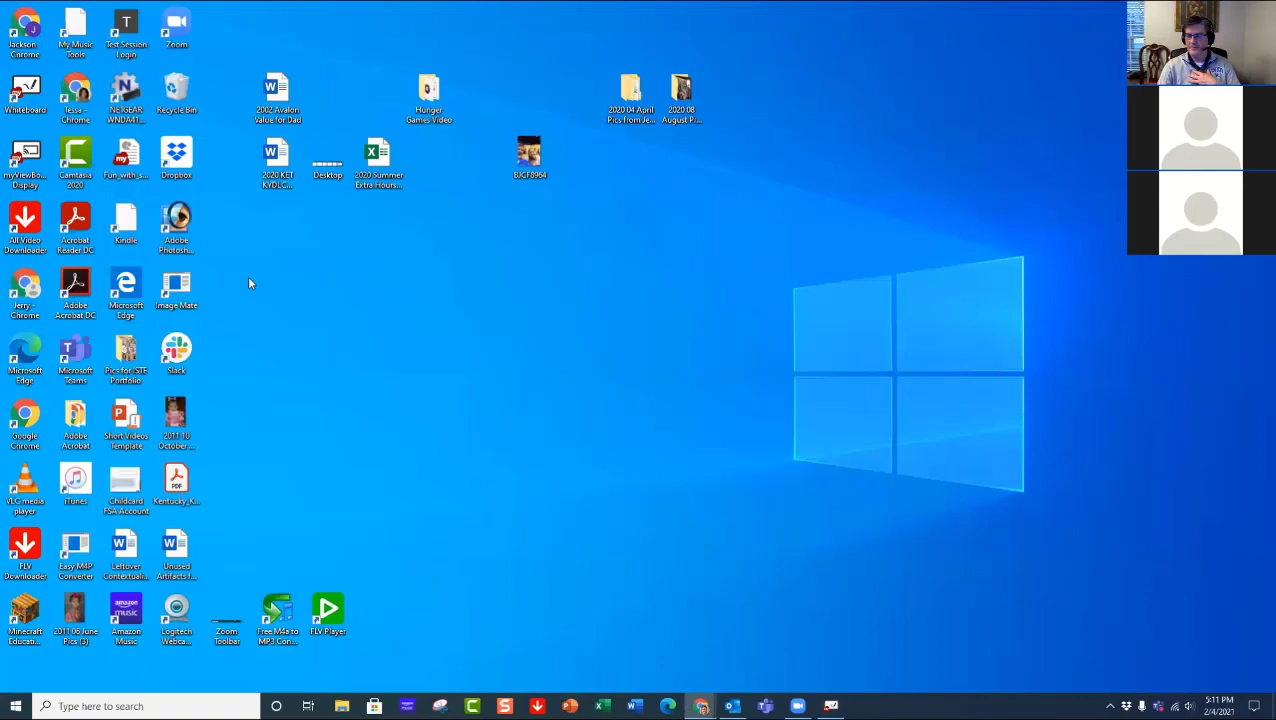 Jackson - Chrome
My Music Tools
Test Session Login
Zoom
Whiteboard
Tessa - Chrome
NETGEAR WNDA41...
Recycle Bin
2002 Avalon Value for Dad
Hunger Games Video
2020 04 April Pics from Je...
2020 08 August Pi...
myViewBo... Display
Camtasia 2020
Fun_with_s...
Dropbox
2020 KET KYDLC...
Desktop
2020 Summer Extra Hours...
BJGF8964
All Video Downloader
Acrobat Reader DC
Kindle
Adobe Photosh...
Jerry - Chrome
Adobe Acrobat DC
Microsoft Edge
Image Mate
Microsoft Edge
Microsoft Teams
Pics for ISTE Portfolio
Slack
Google Chrome
Adobe Acrobat
Short Videos Template
2011 10 October ...
VLC media player
iTunes
Childcard FSA Account
Kentucky_K...
FLV Downloader
Easy M4P Converter
Leftover Contextuali...
Unused Artifacts f...
Minecraft Educati...
2011 06 June Pics (3)
Amazon Music
Logitech Webca...
Zoom Toolbar
Free M4a to MP3 Con...
FLV Player
Type here to search
5:11 PM
2/4/2021